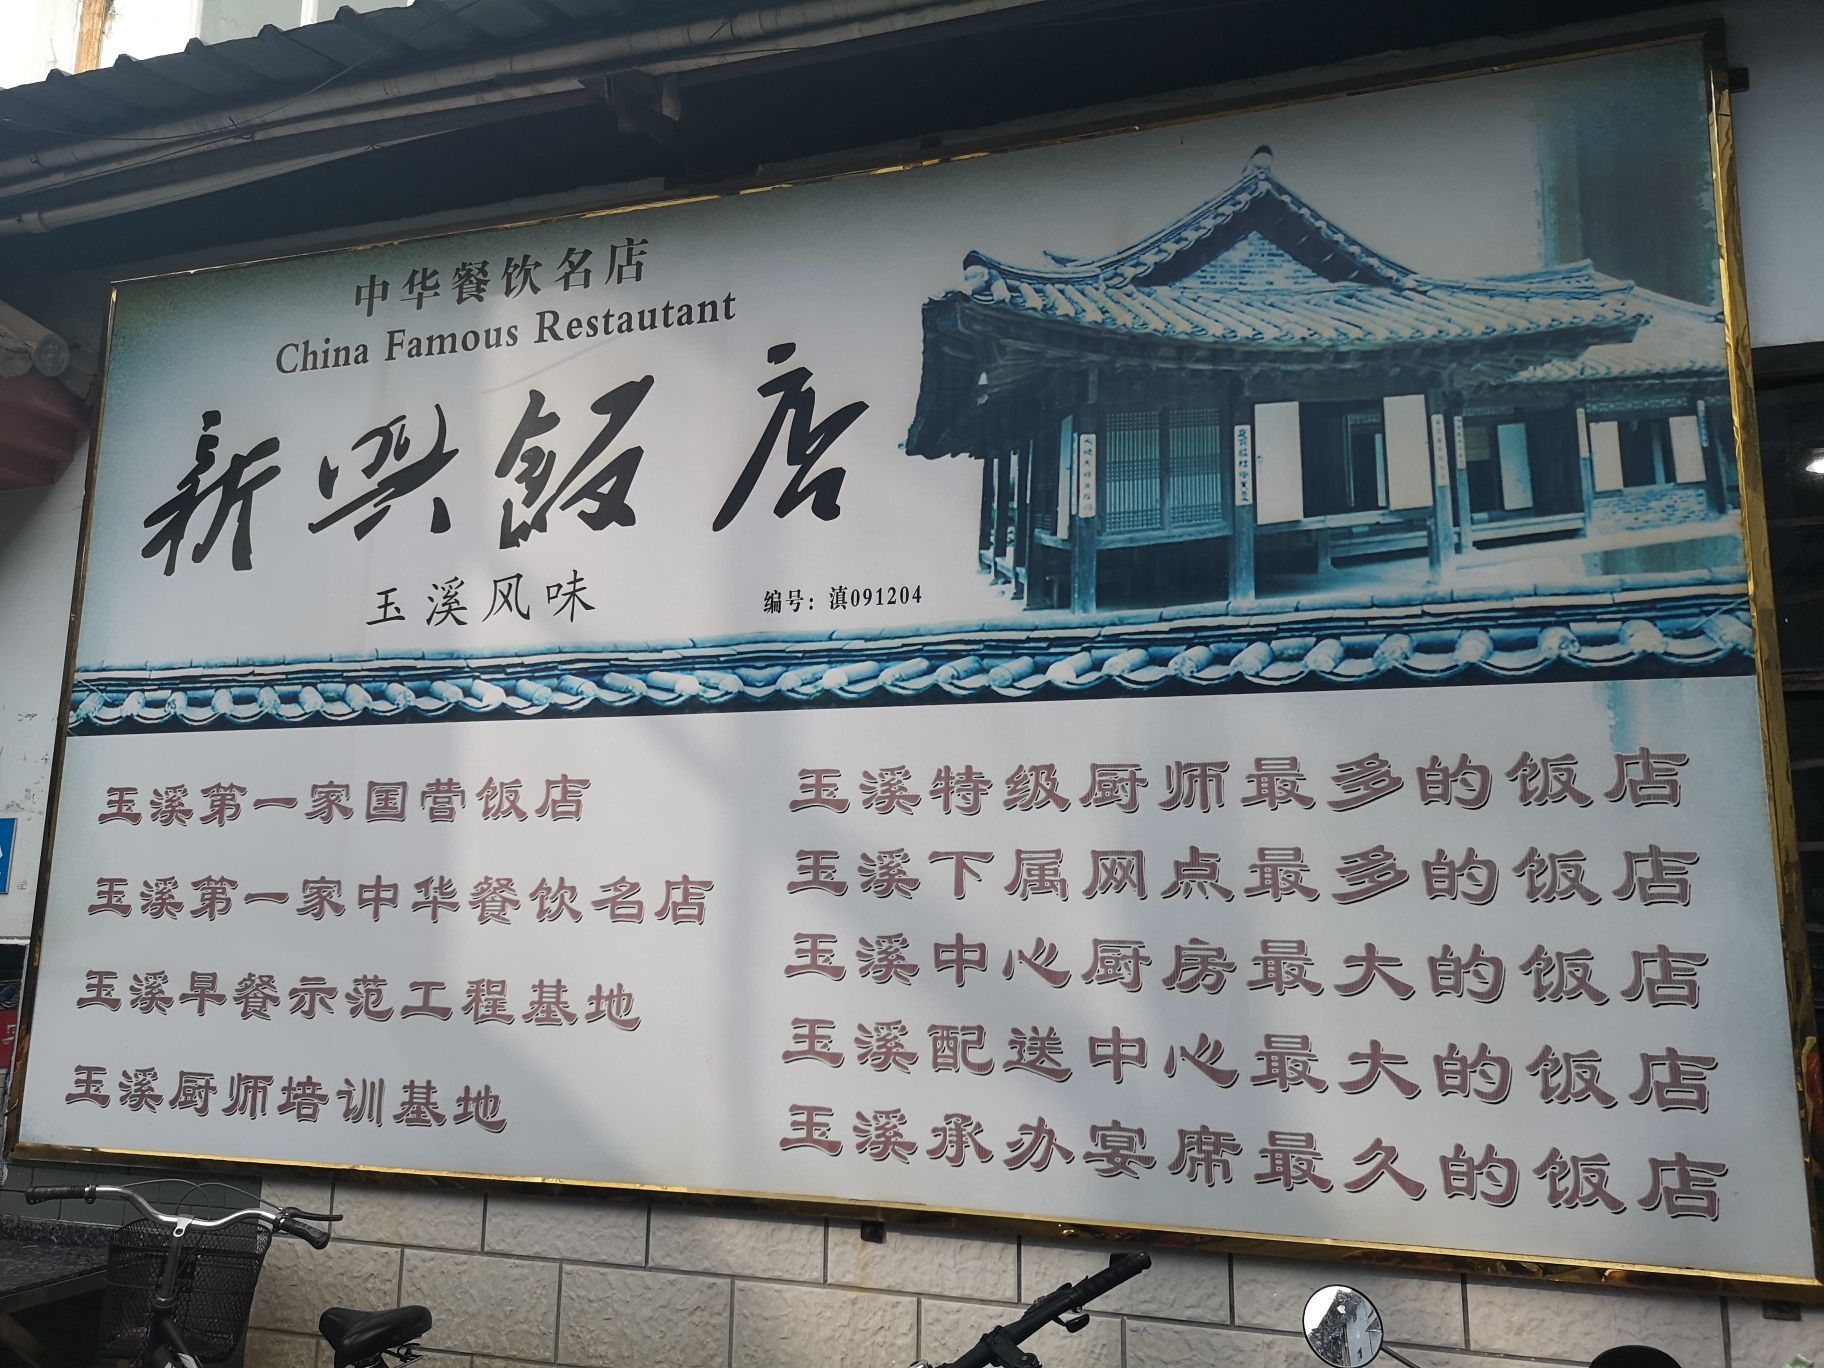 中华餐饮名店
China Famous Restautant
新兴飯店
玉溪风味
编号：滇091204
玉溪第一家国营饭店
玉溪第一家中华餐饮名店
玉溪早餐示范工程基地
玉溪厨师培训基地
玉溪特级厨师最多的饭店
玉溪下属网点最多的饭店
玉溪中心厨房最大的饭店
玉溪配送中心最大的饭店
玉溪承办宴席最久的饭店